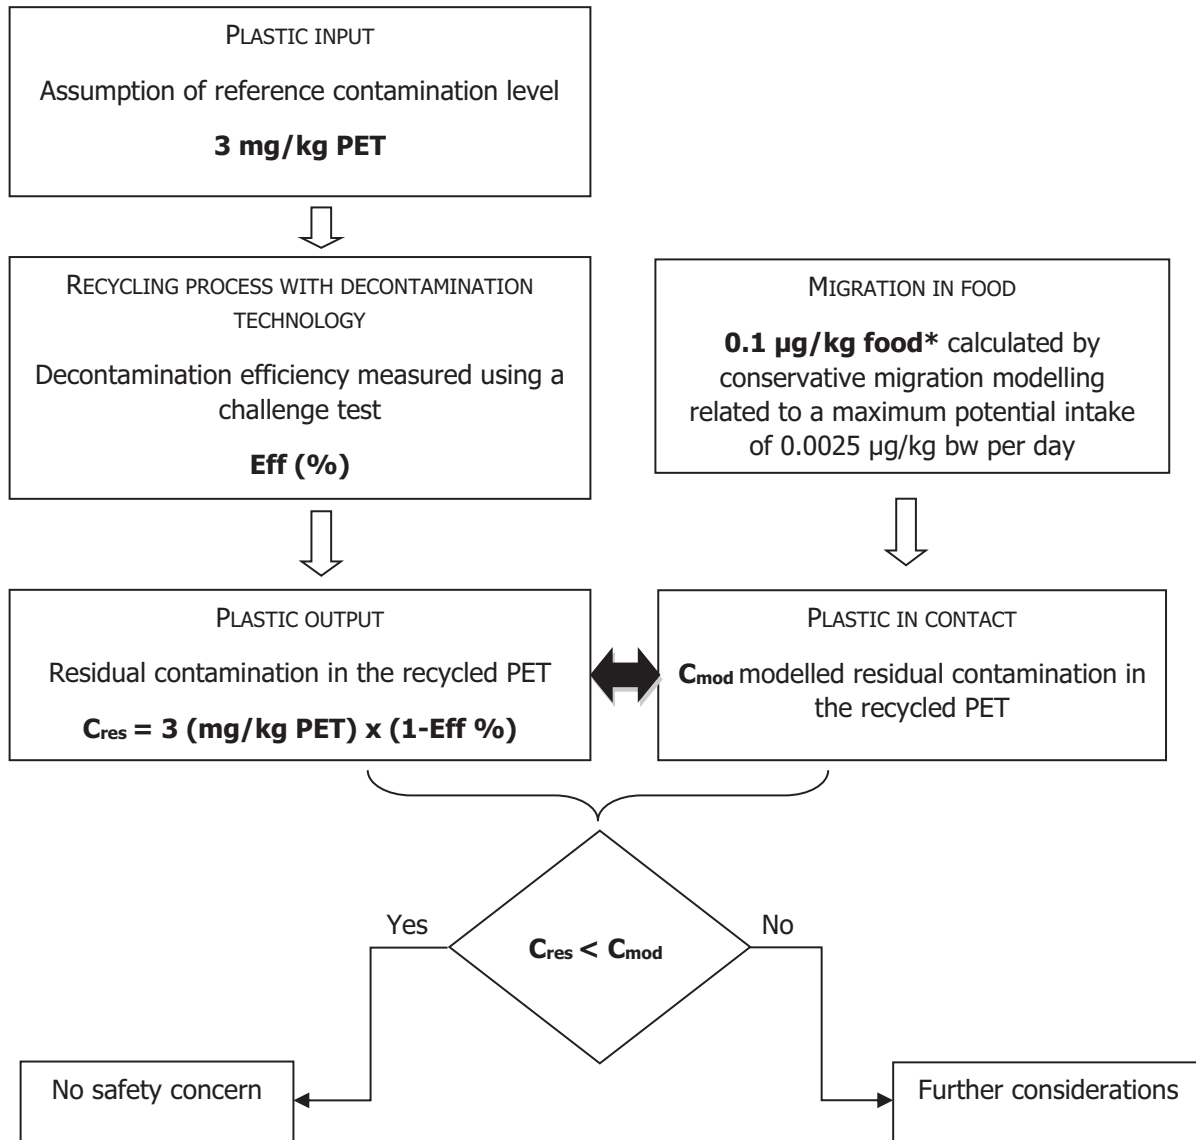 PLASTIC INPUT
Assumption of reference contamination level
3 mg/kg PET
RECYCLING PROCESS WITH DECONTAMINATION
TECHNOLOGY
Decontamination efficiency measured using a
challenge test
Eff (%)
MIGRATION IN FOOD
0.1 µg/kg food* calculated by
conservative migration modelling
related to a maximum potential intake
of 0.0025 µg/kg bw per day
PLASTIC OUTPUT
Residual contamination in the recycled PET
Cres = 3 (mg/kg PET) x (1-Eff %)
PLASTIC IN CONTACT
Cmod modelled residual contamination in
the recycled PET
Yes
No
Cres < Cmod
No safety concern
Further considerations